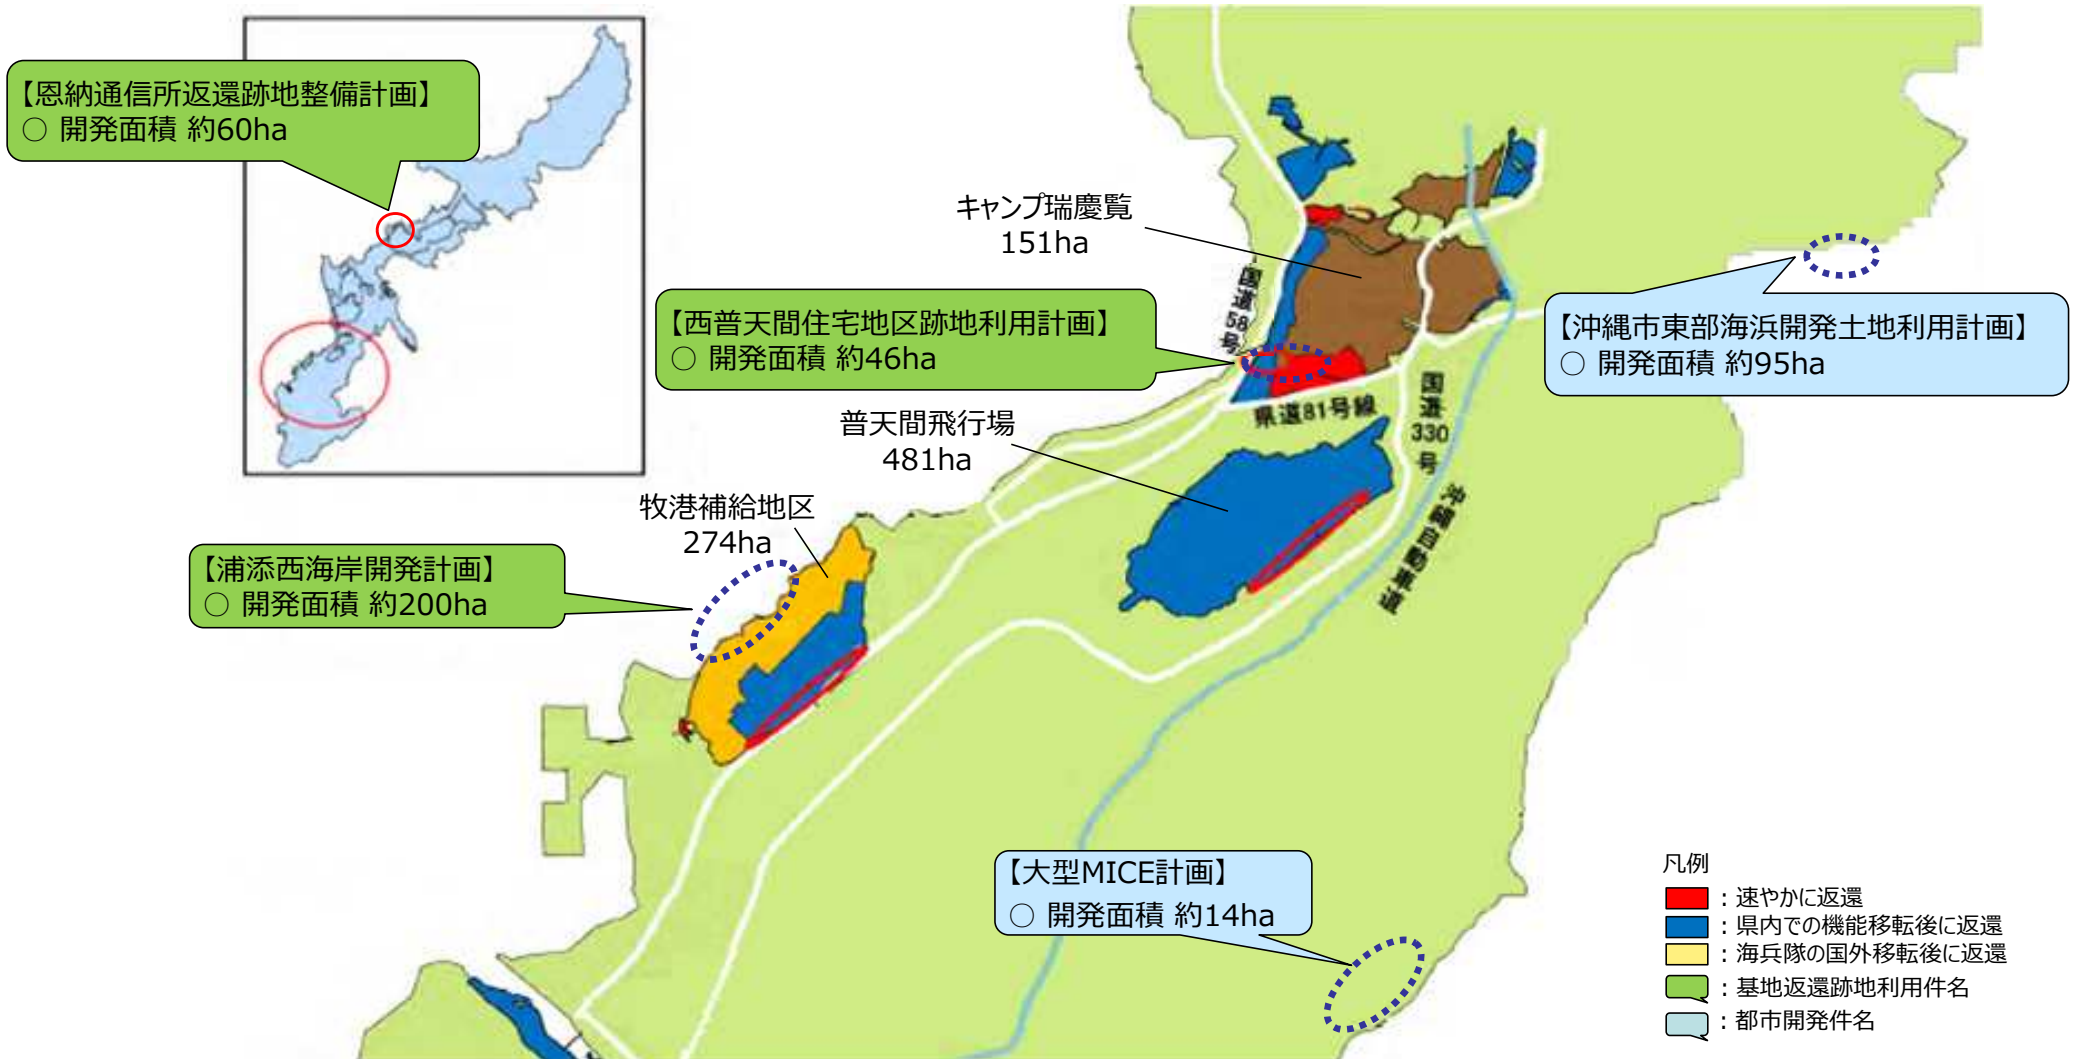 【恩納通信所返還跡地整備計画】
○ 開発面積 約60ha
キャンプ瑞慶覧
151ha
国道58号
【西普天間住宅地区跡地利用計画】
○ 開発面積 約46ha
【沖縄市東部海浜開発土地利用計画】
○ 開発面積 約95ha
県道81号線
国道330号
普天間飛行場
481ha
沖縄自動車道
牧港補給地区
274ha
【浦添西海岸開発計画】
○ 開発面積 約200ha
【大型MICE計画】
○ 開発面積 約14ha
凡例
：速やかに返還
：県内での機能移転後に返還
：海兵隊の国外移転後に返還
：基地返還跡地利用件名
：都市開発件名